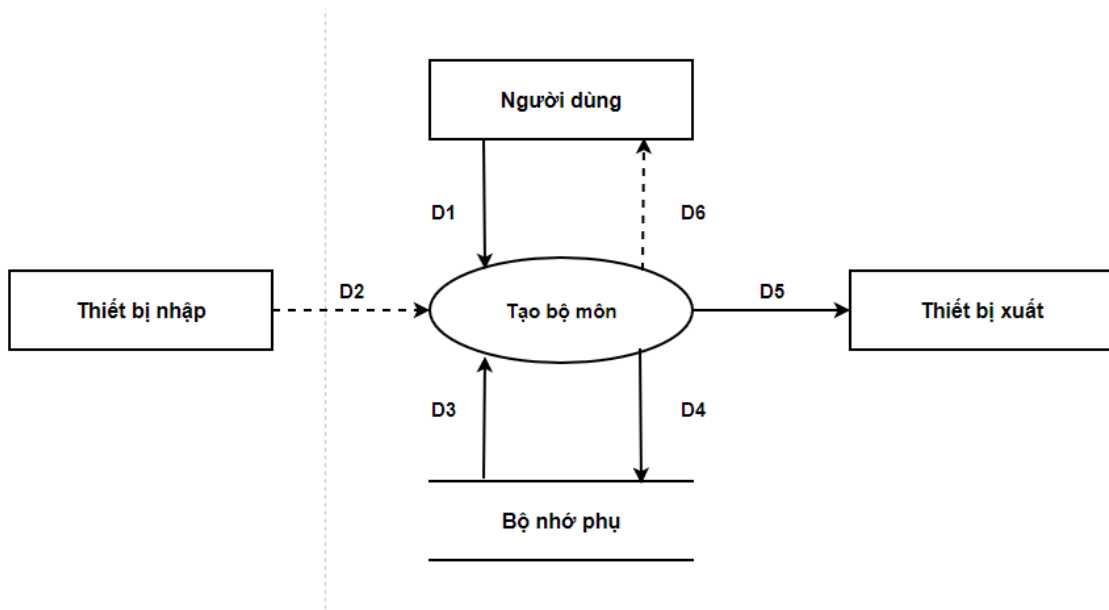 Người dùng
D1
D6
Thiết bị nhập
D2
Tạo bộ môn
D5
Thiết bị xuất
D3
D4
Bộ nhớ phụ